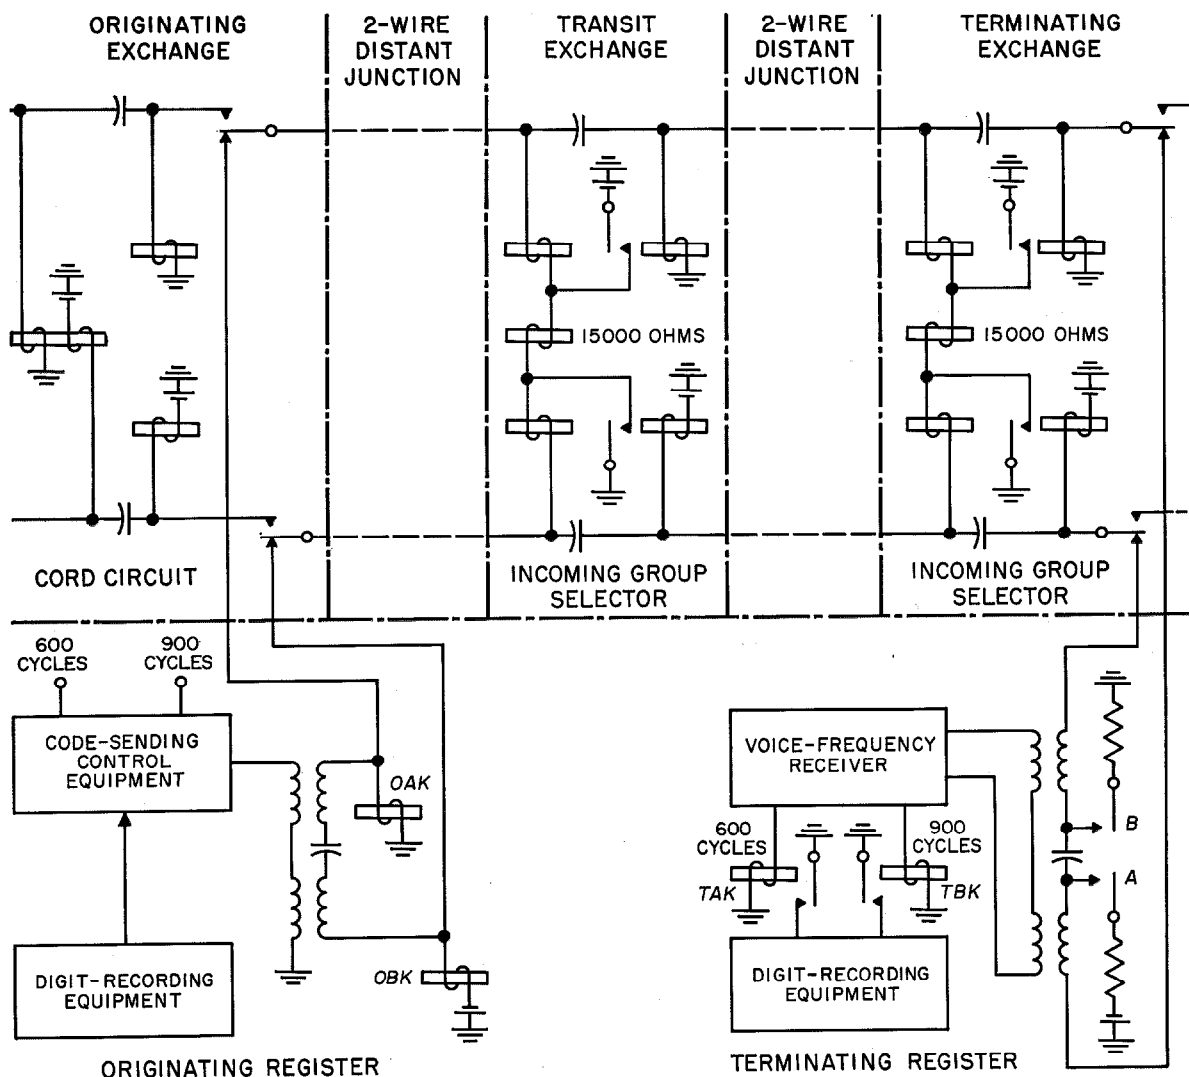 ORIGINATING
EXCHANGE
2-WIRE
DISTANT
JUNCTION
TRANSIT
EXCHANGE
2-WIRE
DISTANT
JUNCTION
TERMINATING
EXCHANGE
15000 OHMS
15000 OHMS
CORD CIRCUIT
INCOMING GROUP
SELECTOR
INCOMING GROUP
SELECTOR
600
CYCLES
900
CYCLES
CODE-SENDING
CONTROL
EQUIPMENT
OAK
DIGIT-RECORDING
EQUIPMENT
OBK
ORIGINATING REGISTER
VOICE-FREQUENCY
RECEIVER
600
CYCLES
900
CYCLES
TAK
TBK
B
A
DIGIT-RECORDING
EQUIPMENT
TERMINATING REGISTER